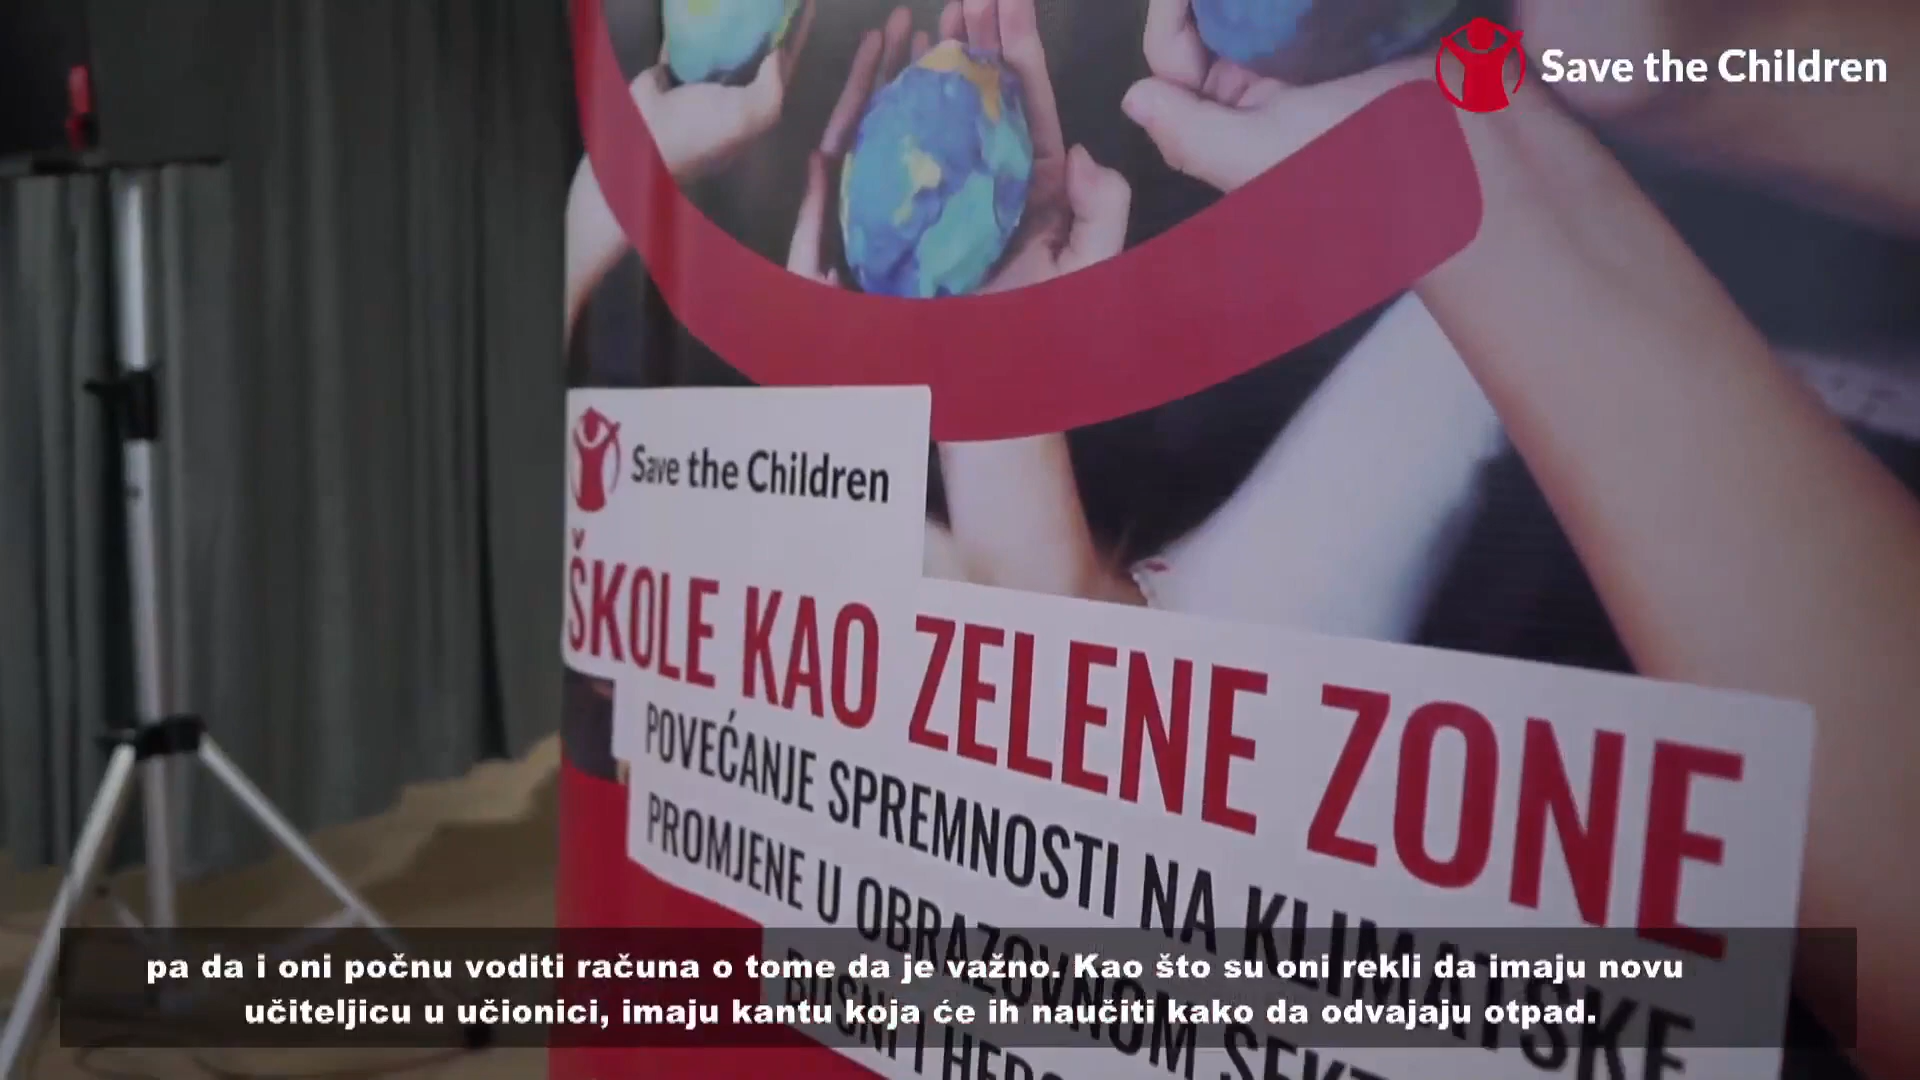 Save the Children
Save the Children
ŠKOLE KAO ZELENE ZONE
POVEĆANJE SPREMNOSTI NA KLIMATSKE
PROMJENE U OBRAZOVNOM
BOSNI I
pa da i oni počnu voditi računa o tome da je važno. Kao što su oni rekli da imaju novu
učiteljicu u učionici, imaju kantu koja će ih naučiti kako da odvajaju otpad.